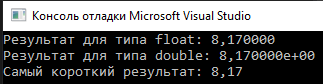 Консоль отладки Microsoft Visual Studio
Результат для типа float: 8,170000
Результат для типа double: 8,170000e+00
Самый короткий результат: 8,17